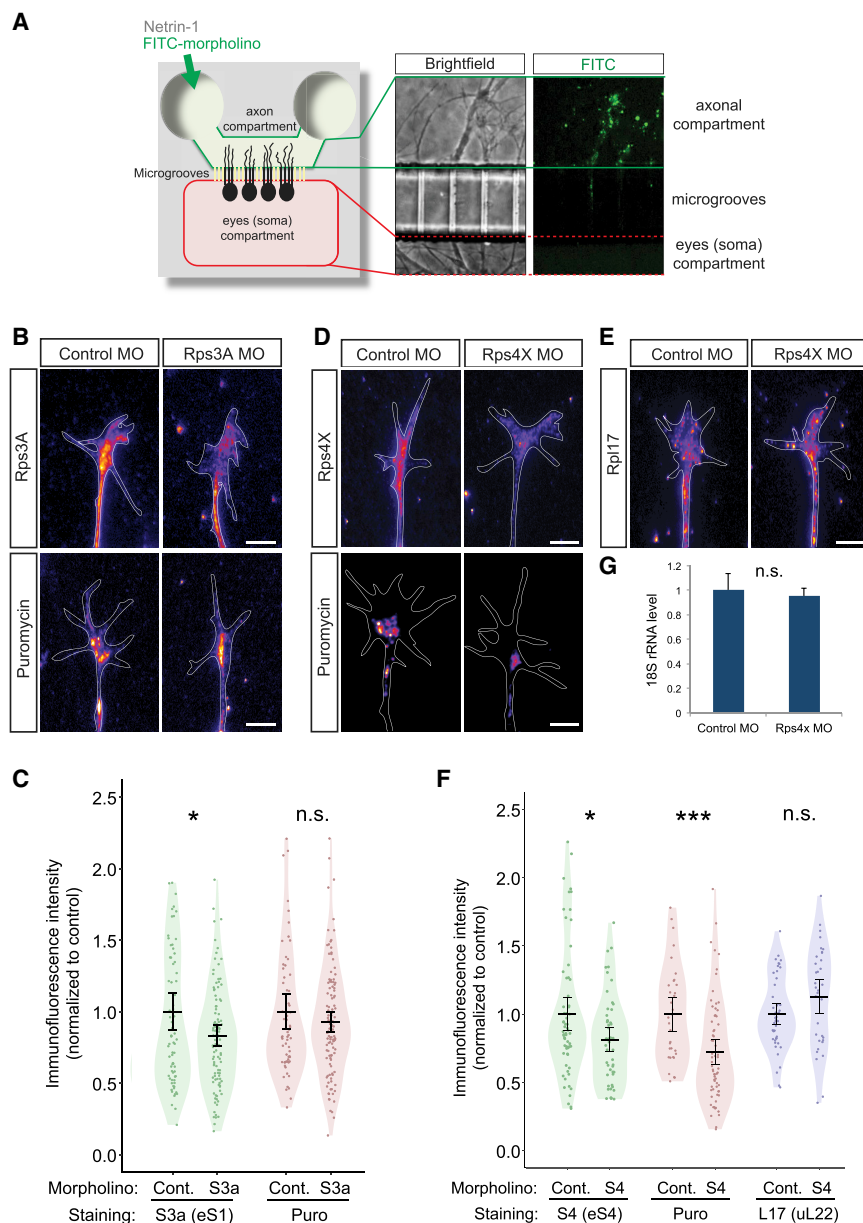 A
Netrin-1
FITC-morpholino
axon
compartment
Microgrooves
eyes (soma)
compartment
Brightfield
FITC
axonal
compartment
microgrooves
eyes (soma)
compartment
B
Control MO
Rps3A MO
Rps3A
Puromycin
D
Control MO
Rps4X MO
Rps4X
Puromycin
E
Control MO
Rps4X MO
Rpl17
G
n.s.
18S rRNA level
1.2
1
0.8
0.6
0.4
0.2
0
Control MO
Rps4x MO
C
Immunofluorescence intensity
(normalized to control)
2.5
2.0
1.5
1.0
0.5
0.0
*
n.s.
Morpholino: Cont. S3a Cont. S3a
Staining: S3a (eS1) Puro
F
Immunofluorescence intensity
(normalized to control)
2.5
2.0
1.5
1.0
0.5
0.0
*
***
n.s.
Morpholino: Cont. S4 Cont. S4 Cont. S4
Staining: S4 (eS4) Puro L17 (uL22)